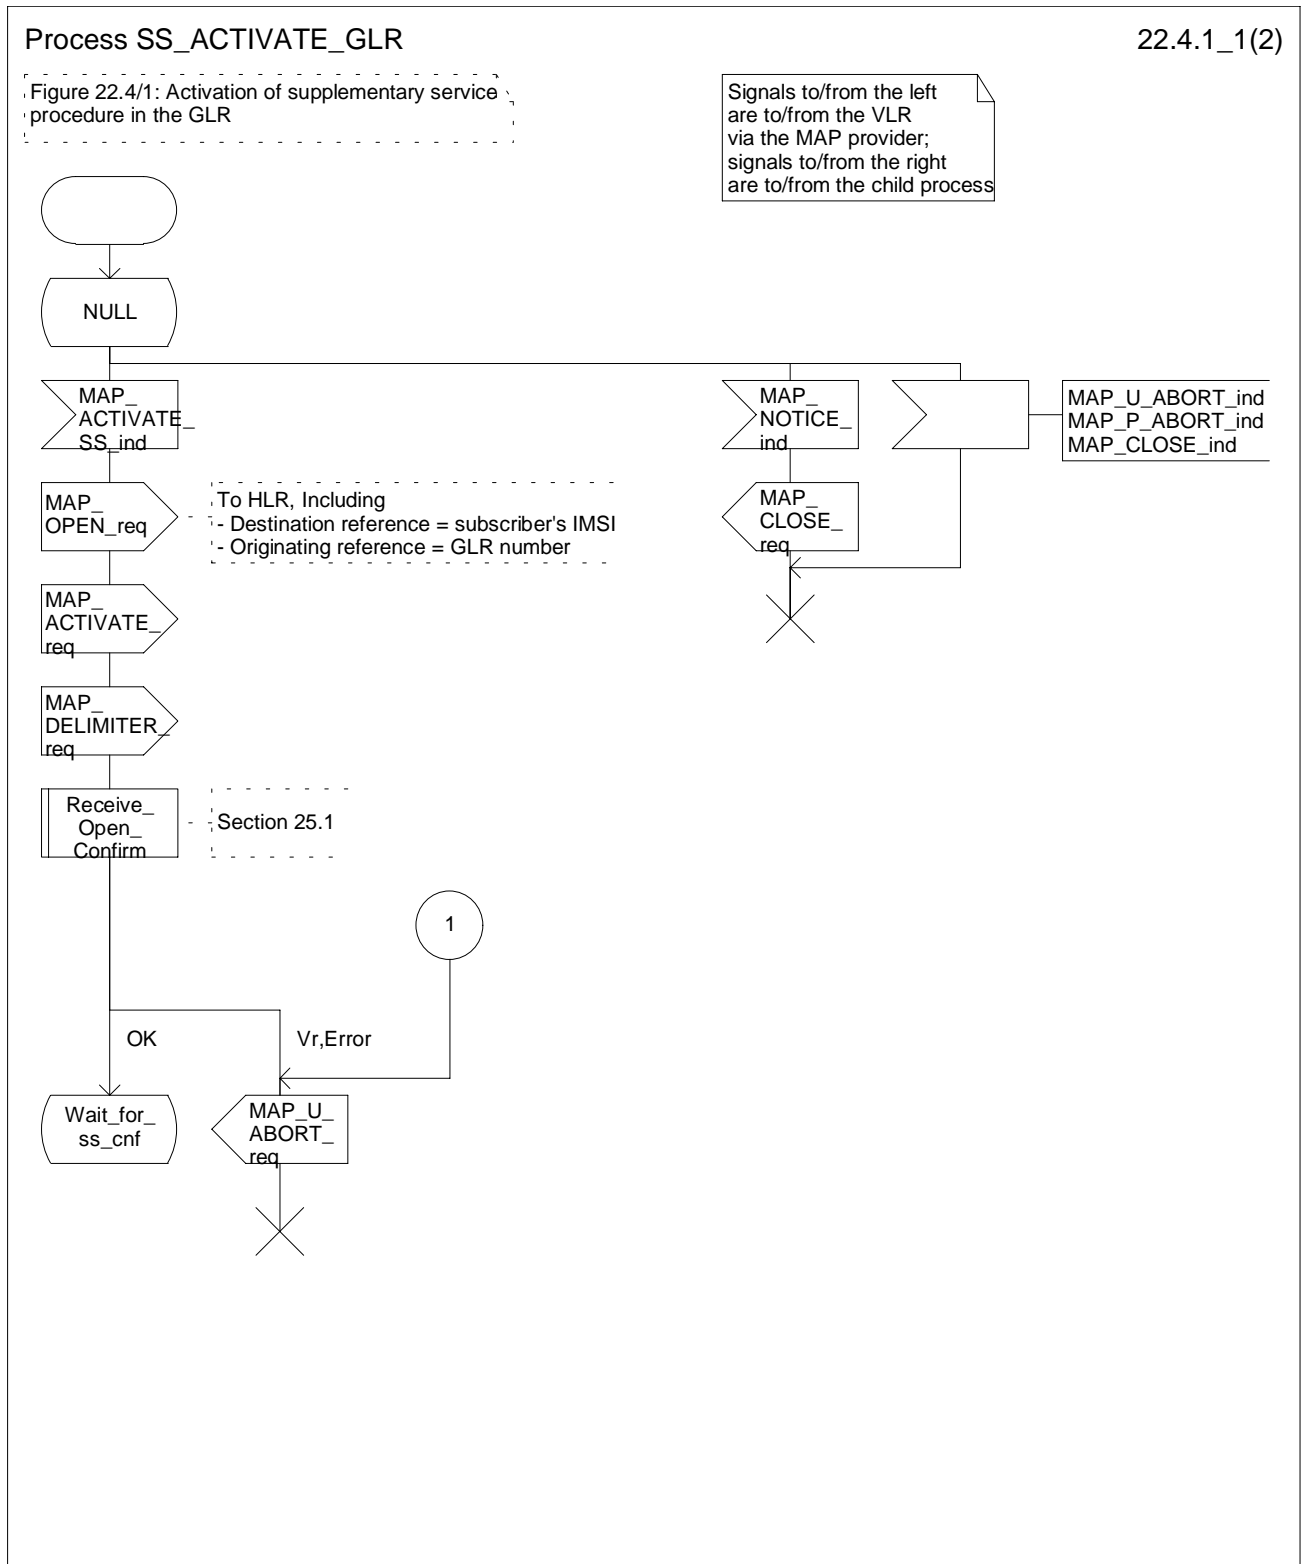 Process SS_ACTIVATE_GLR
22.4.1_1(2)
Figure 22.4/1: Activation of supplementary service
procedure in the GLR
Signals to/from the left
are to/from the VLR
via the MAP provider;
signals to/from the right
are to/from the child process
NULL
MAP_
ACTIVATE_
SS_ind
MAP_
NOTICE_
ind
MAP_U_ABORT_ind
MAP_P_ABORT_ind
MAP_CLOSE_ind
MAP_
OPEN_req
To HLR, Including
- Destination reference = subscriber's IMSI
- Originating reference = GLR number
MAP_
CLOSE_
req
MAP_
ACTIVATE_
req
MAP_
DELIMITER_
req
Receive_
Open_
Confirm
Section 25.1
1
OK
Vr,Error
Wait_for_
ss_cnf
MAP_U_
ABORT_
req